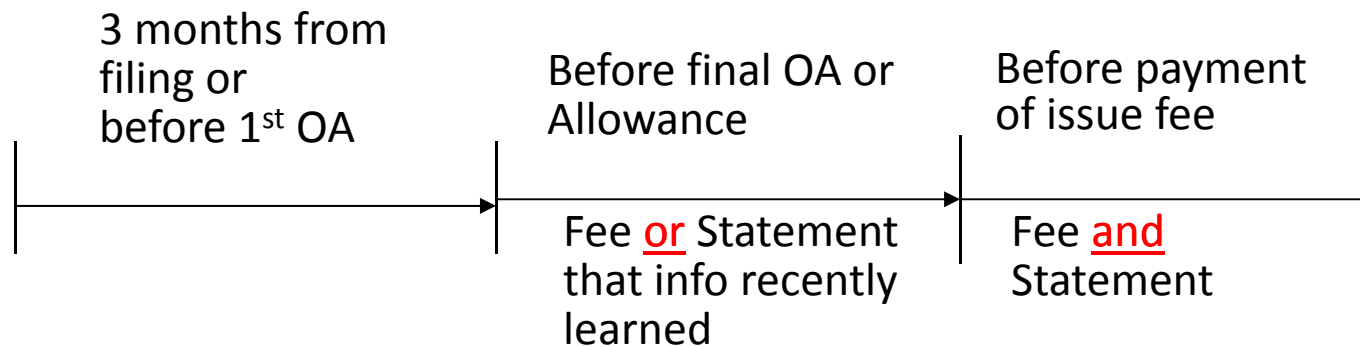 3 months from
filing or
before 1st OA
Before final OA or
Allowance
Before payment
of issue fee
Fee or Statement
that info recently
learned
Fee and
Statement